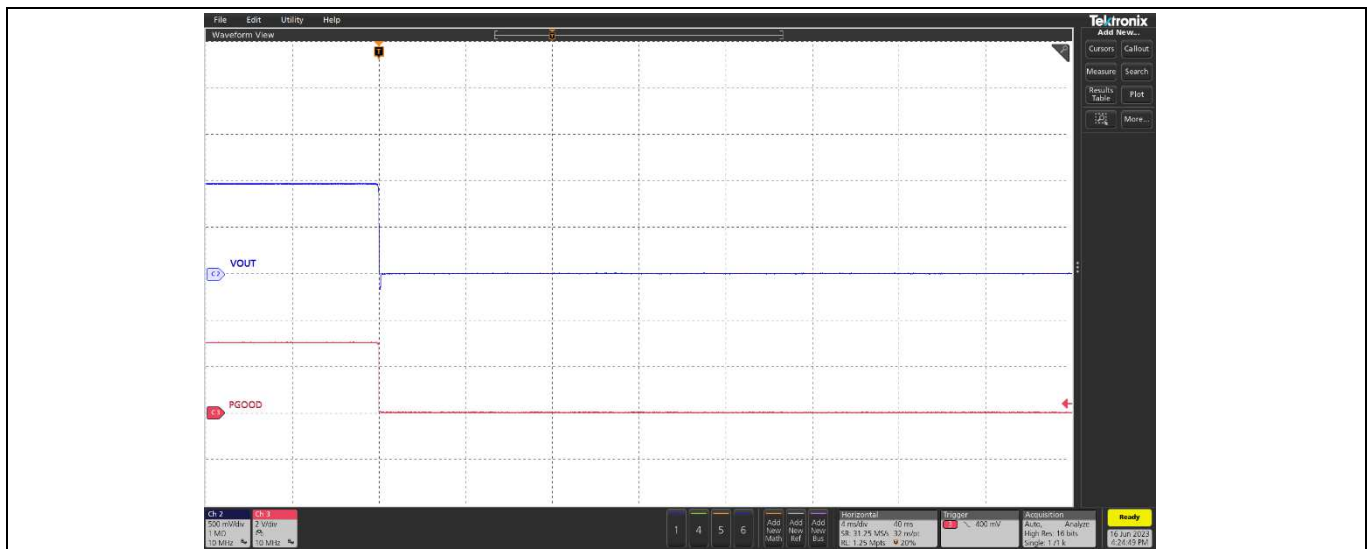 File Edit Utility Help
Tektronix
Waveform View
Add New...
T
T
Cursors Callout
Measure Search
Results Table Plot
More...
VOUT
C2
PGOOD
C3
Ch 2
500 mV/div
1 MΩ
10 MHz
Ch 3
2 V/div
10 MHz
1 4 5 6
Add New Math
Add New Ref
Add New Bus
Horizontal
4 ms/div 40 ms
SR: 31.25 MS/s 32 ns/pt
RL: 1.25 Mpts 20%
Trigger
3 400 mV
Acquisition
Auto, Analyze
High Res: 16 bits
Single: 1 /1
Ready
16 Jun 2023
4:24:49 PM